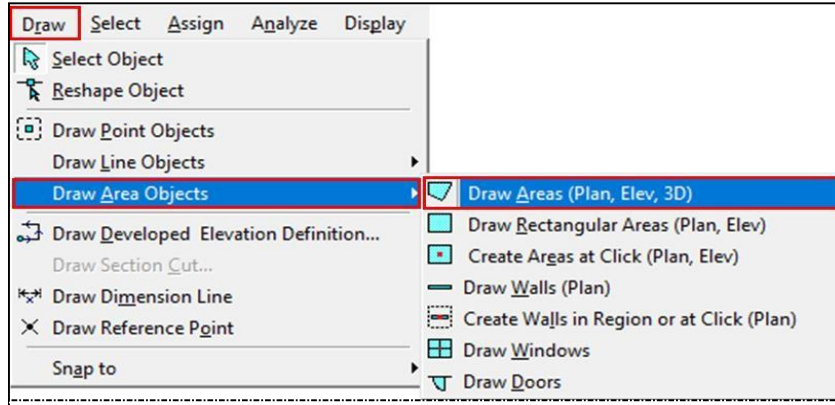 Draw Select Assign Analyze Display
Select Object
Reshape Object
Draw Point Objects
Draw Line Objects
Draw Area Objects
Draw Developed Elevation Definition...
Draw Section Cut...
Draw Dimension Line
Draw Reference Point
Snap to
Draw Areas (Plan, Elev, 3D)
Draw Rectangular Areas (Plan, Elev)
Create Areas at Click (Plan, Elev)
Draw Walls (Plan)
Create Walls in Region or at Click (Plan)
Draw Windows
Draw Doors